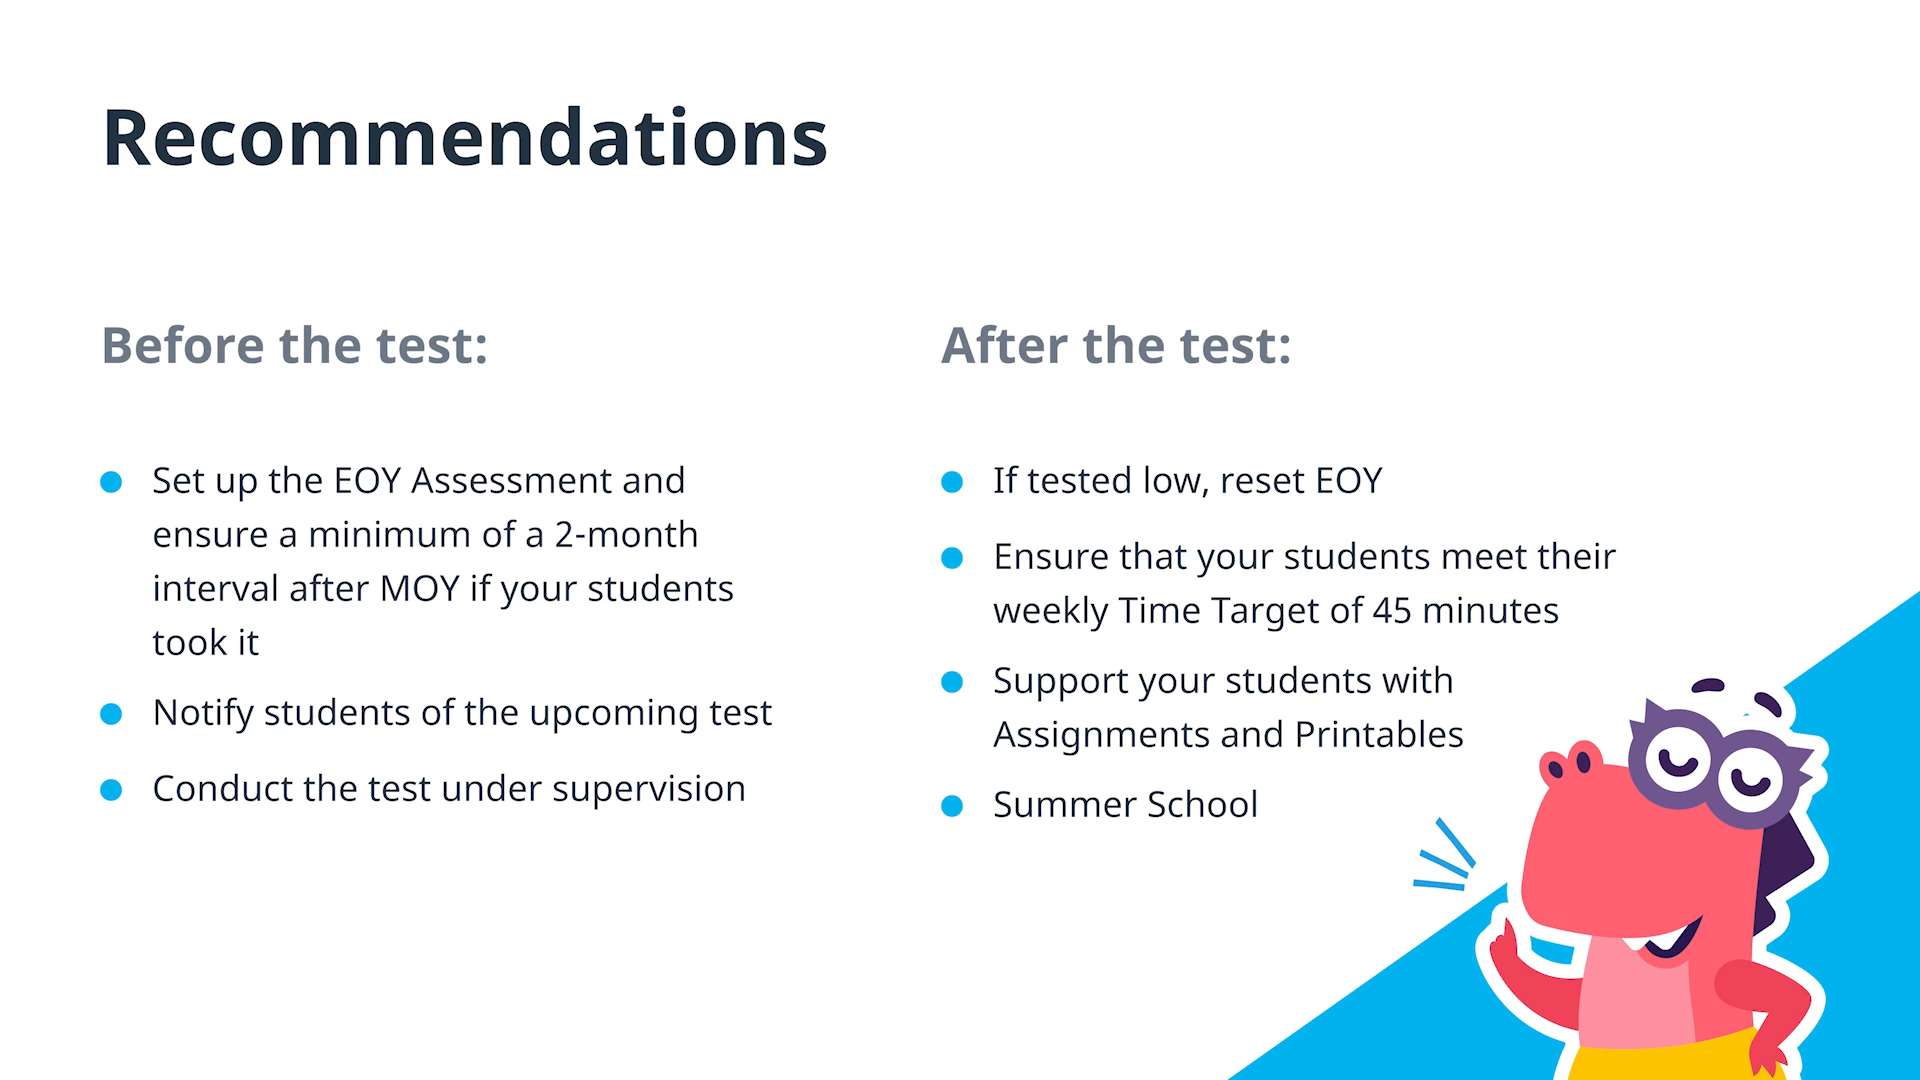 Recommendations
Before the test:
Set up the EOY Assessment and
ensure a minimum of a 2-month
interval after MOY if your students
took it
Notify students of the upcoming test
Conduct the test under supervision
After the test:
If tested low, reset EOY
Ensure that your students meet their
weekly Time Target of 45 minutes
Support your students with
Assignments and Printables
Summer School